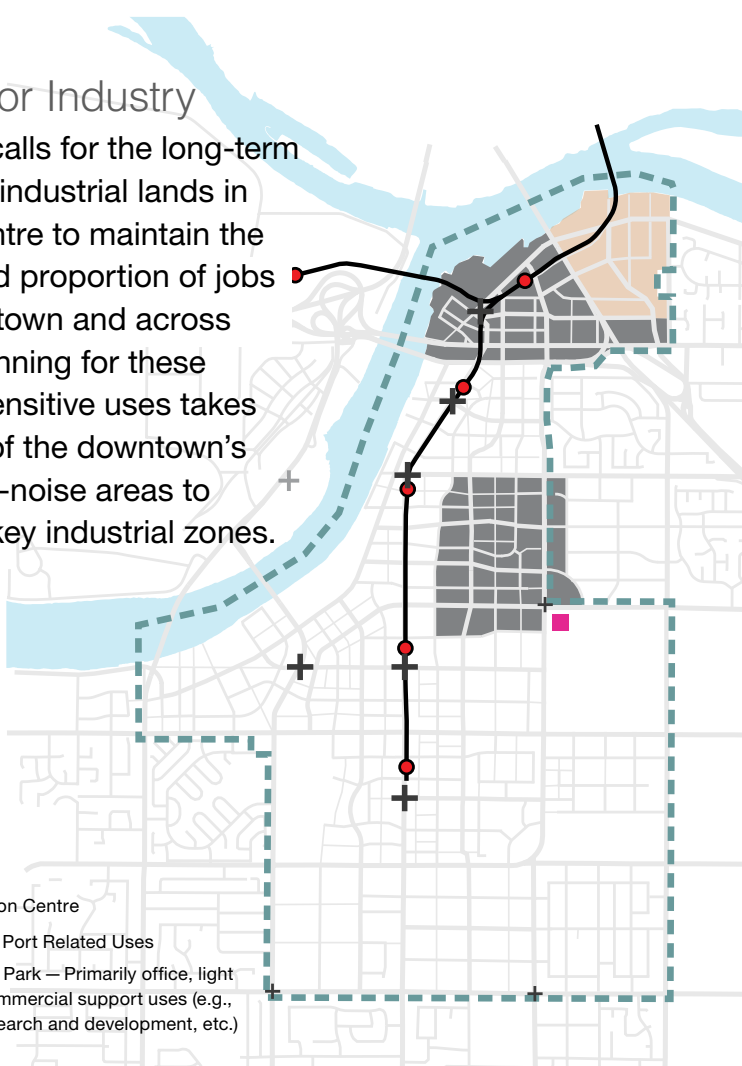 or Industry
calls for the long-term
industrial lands in
ntre to maintain the
d proportion of jobs
town and across
nning for these
ensitive uses takes
of the downtown's
-noise areas to
key industrial zones.
on Centre
Port Related Uses
Park — Primarily office, light
mmercial support uses (e.g.,
earch and development, etc.)